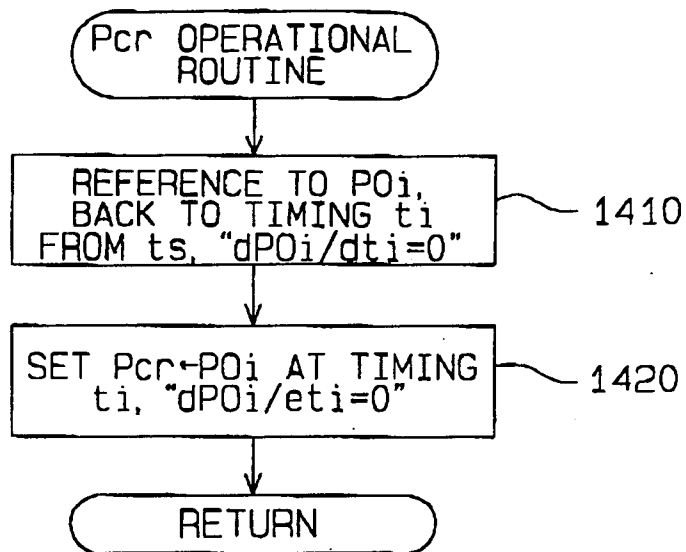 Pcr OPERATIONAL
ROUTINE
REFERENCE TO POi,
BACK TO TIMING ti
FROM ts, “dPOi/dti=0”
1410
SET Pcr←POi AT TIMING
ti, “dPOi/eti=0”
1420
RETURN